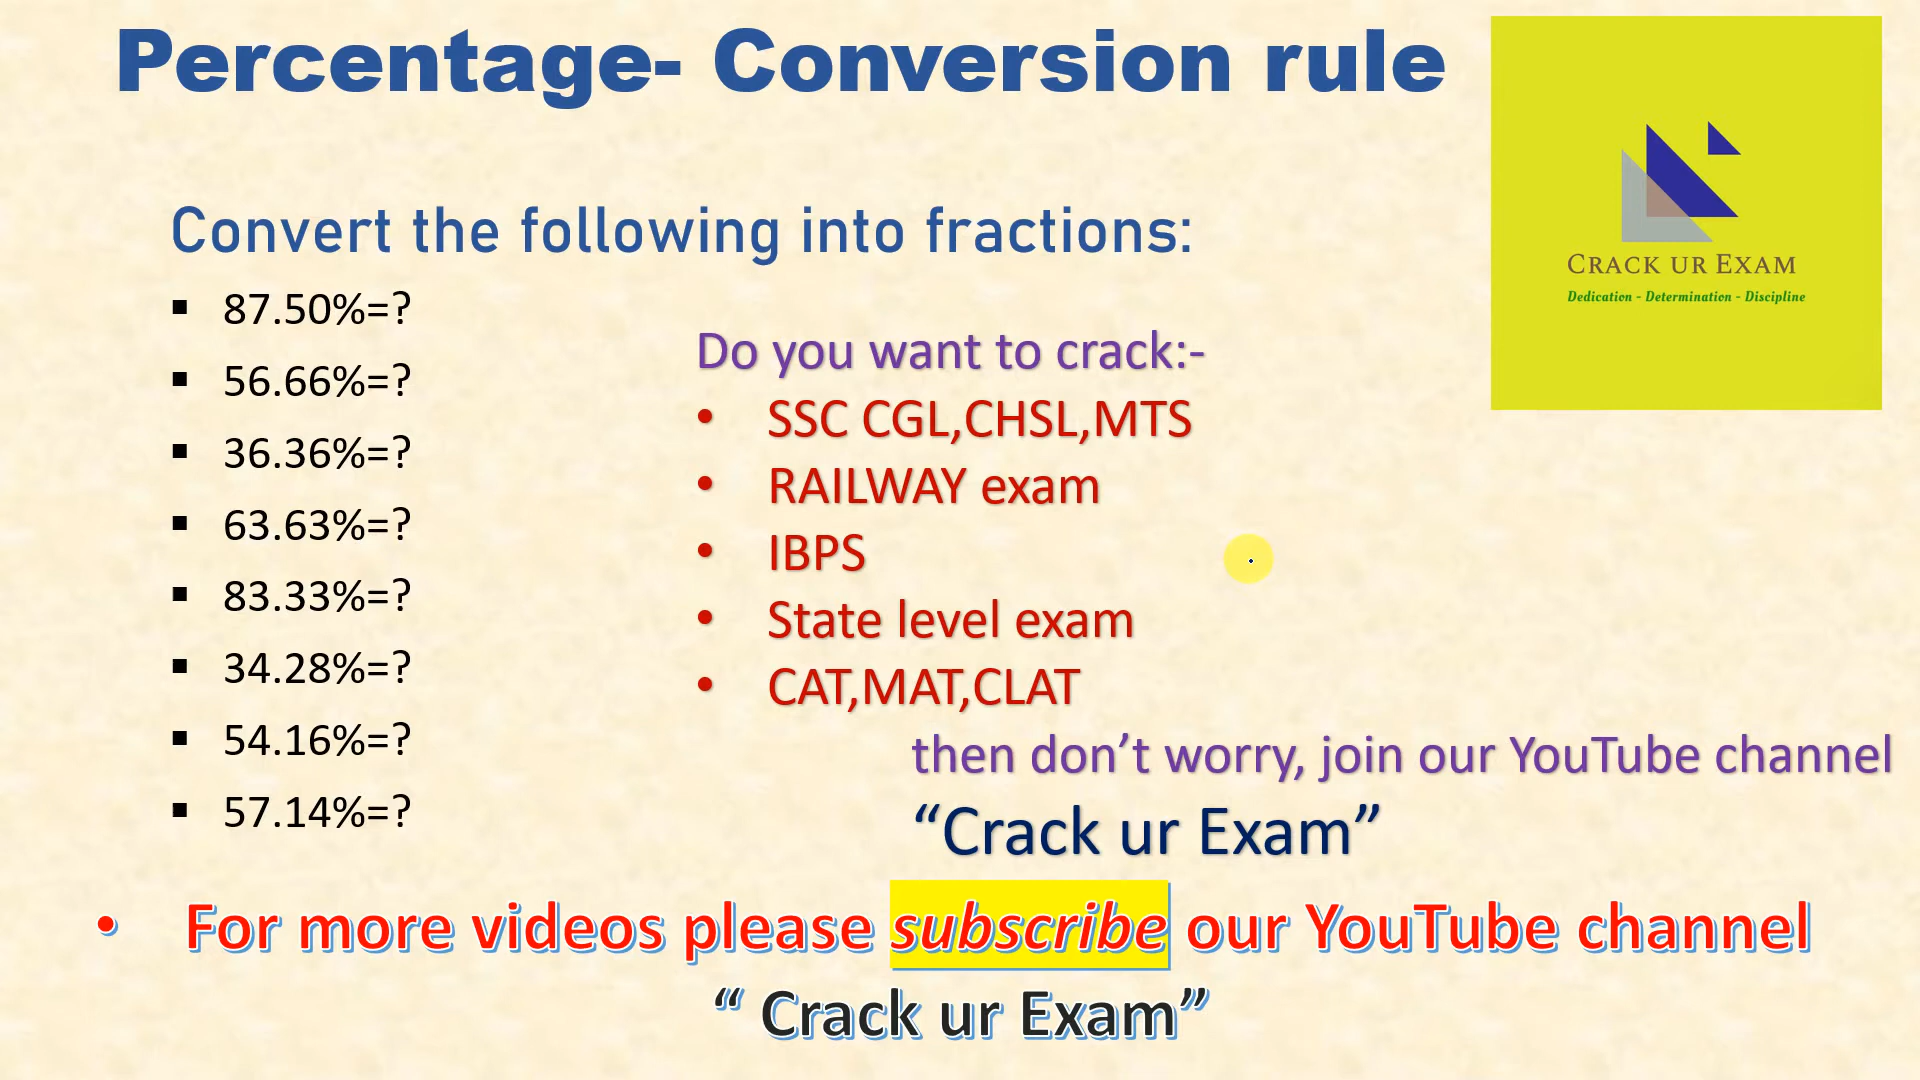 Percentage- Conversion rule
CRACK UR EXAM
Dedication - Determination - Discipline
Convert the following into fractions:
▪ 87.50%=?
▪ 56.66%=?
▪ 36.36%=?
▪ 63.63%=?
▪ 83.33%=?
▪ 34.28%=?
▪ 54.16%=?
▪ 57.14%=?
Do you want to crack:-
• SSC CGL,CHSL,MTS
• RAILWAY exam
• IBPS
• State level exam
• CAT,MAT,CLAT
then don’t worry, join our YouTube channel
“Crack ur Exam”
• For more videos please subscribe our YouTube channel
“ Crack ur Exam”